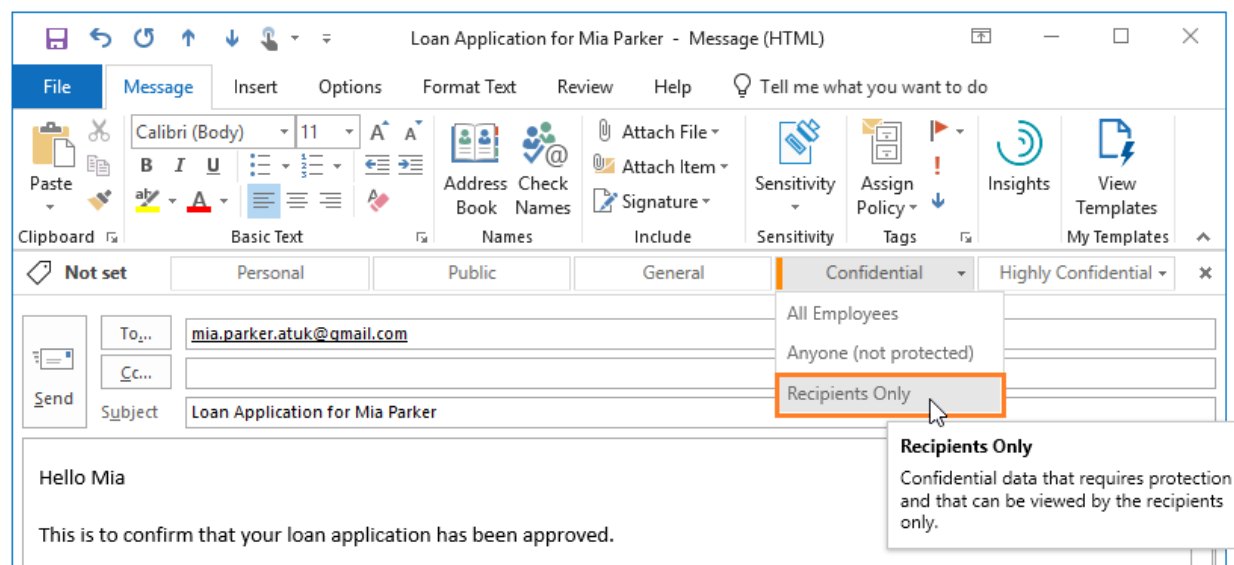 Loan Application for Mia Parker - Message (HTML)
File Message Insert Options Format Text Review Help Tell me what you want to do
Calibri (Body) 11 A A
B I U
aby A
Paste
Address Book
Check Names
Attach File
Attach Item
Signature
Sensitivity
Assign Policy
Insights
View Templates
Clipboard Basic Text Names Include Sensitivity Tags My Templates
Not set Personal Public General Confidential Highly Confidential
All Employees
Anyone (not protected)
Recipients Only
Send
To... mia.parker.atuk@gmail.com
Cc...
Subject Loan Application for Mia Parker
Recipients Only
Confidential data that requires protection
and that can be viewed by the recipients
only.
Hello Mia
This is to confirm that your loan application has been approved.